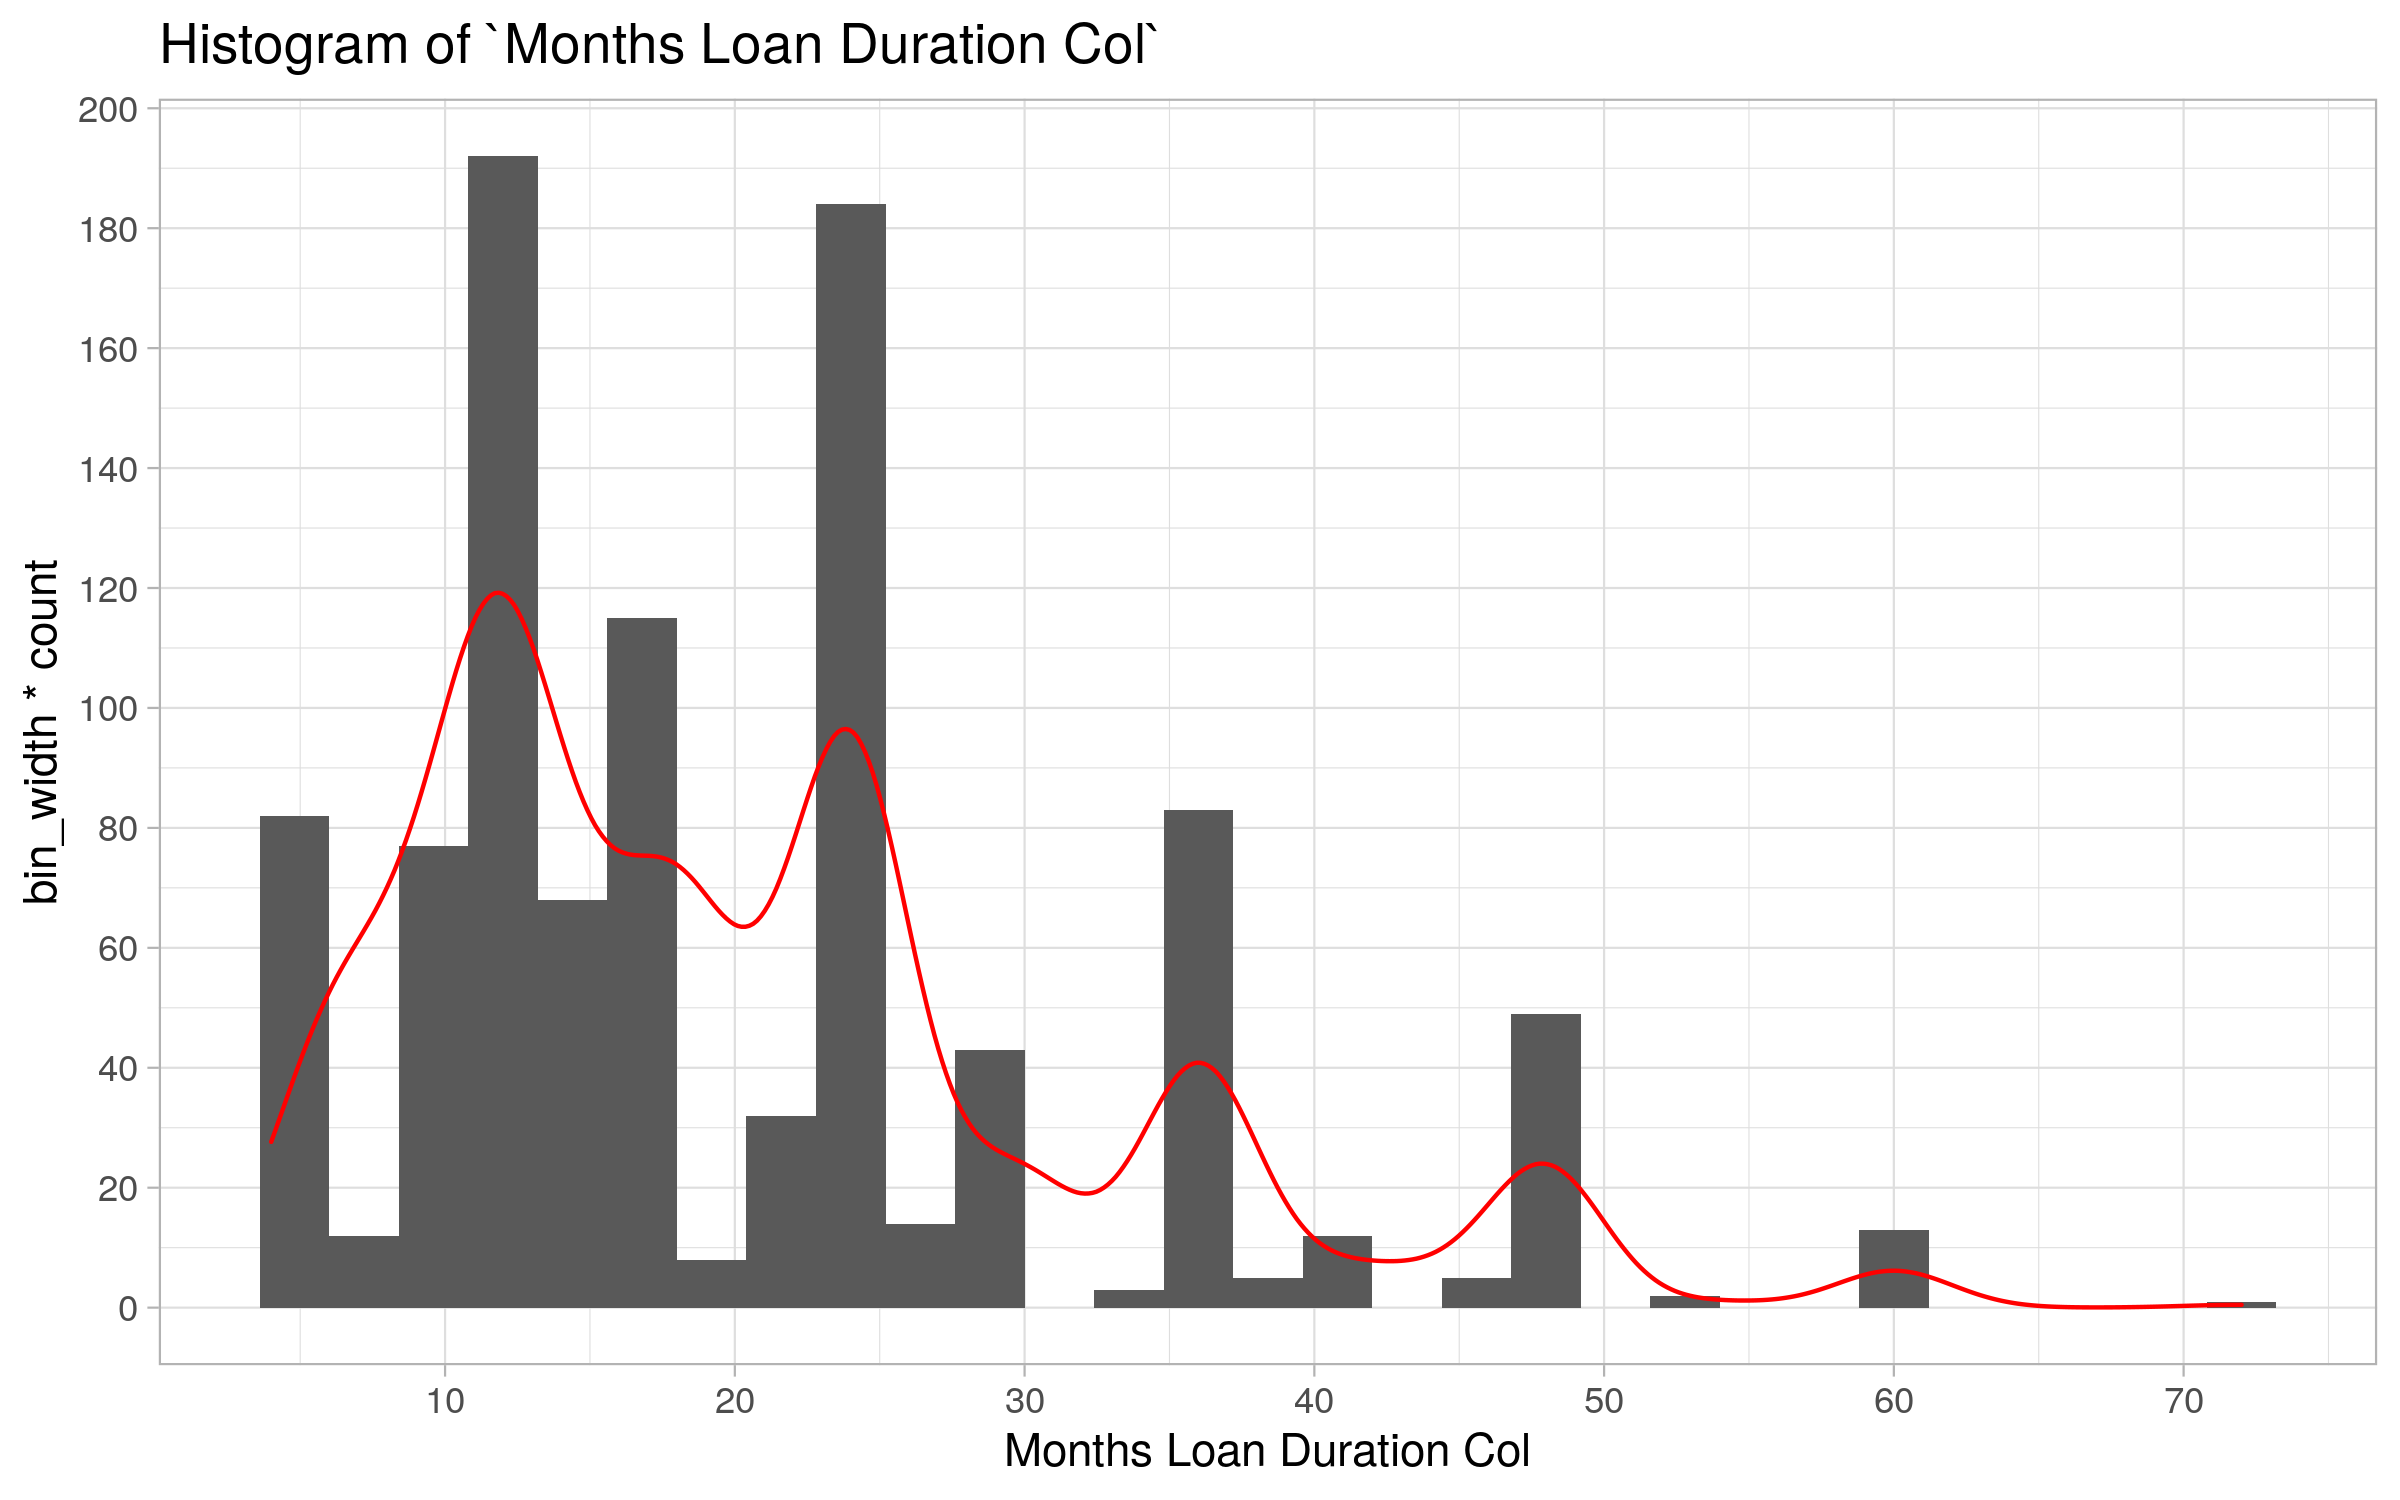 Histogram of `Months Loan Duration Col`
200
180
160
140
120
100
80
60
40
20
0
bin_width * count
10 20 30 40 50 60 70
Months Loan Duration Col